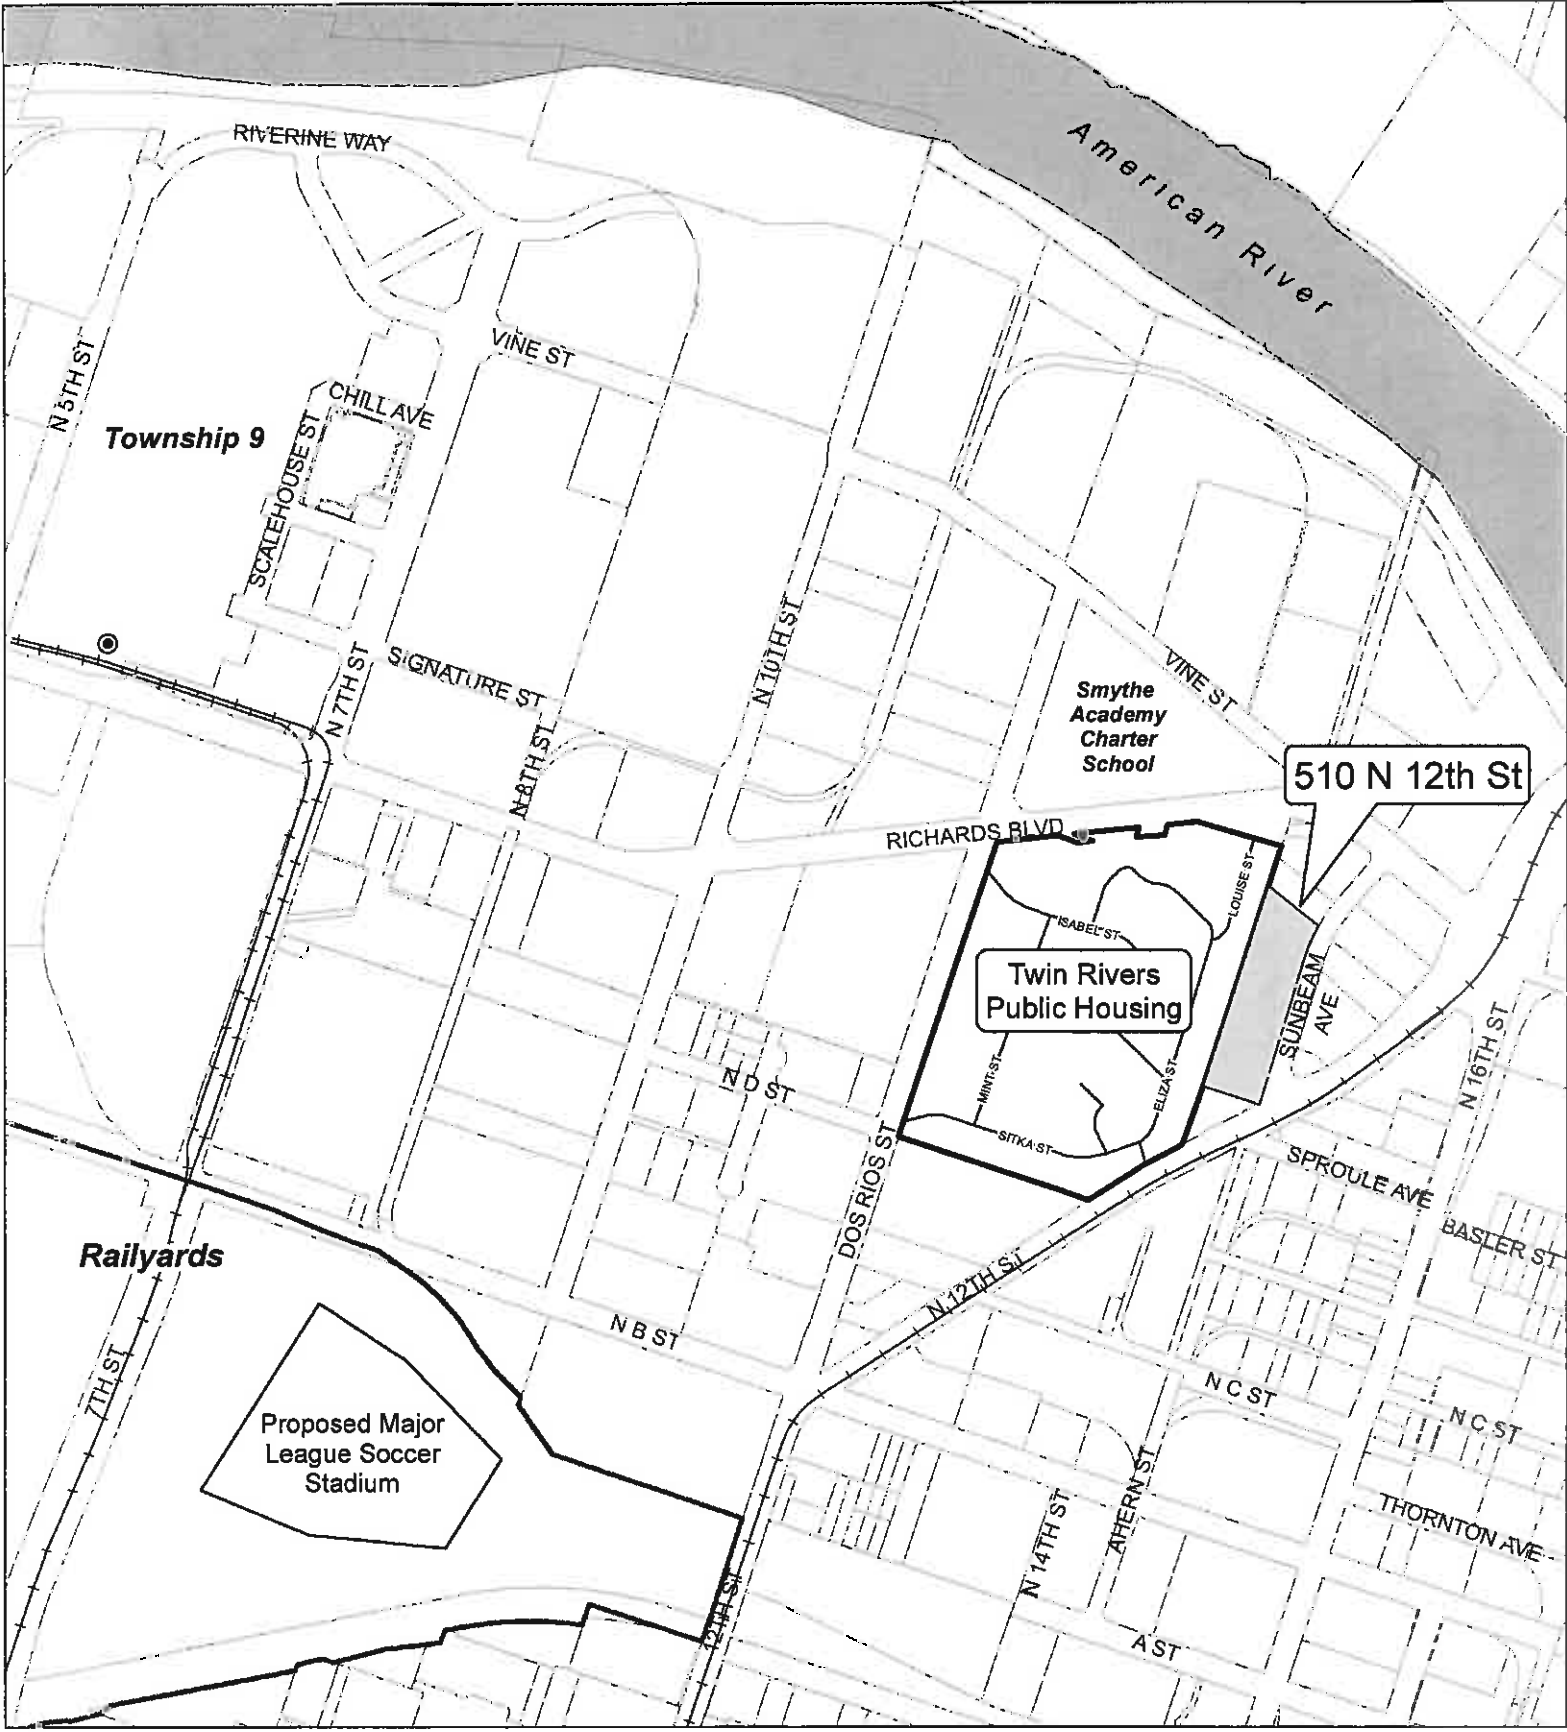 American River
RIVERINE WAY
VINE ST
N 5TH ST
CHILL AVE
Township 9
SCALEHOUSE ST
N 10TH ST
N 7TH ST
SIGNATURE ST
VINE ST
Smythe
Academy
Charter
School
N 8TH ST
510 N 12th St
RICHARDS BLVD
LOUISE ST
ISABEL ST
Twin Rivers
Public Housing
SUNBEAM
AVE
N 16TH ST
MINT ST
ELIZA ST
N D ST
SITKA ST
DOS RIOS ST
SPROULE AVE
BASLER ST
Railyards
N 12TH ST
N B ST
7TH ST
N C ST
N C ST
Proposed Major
League Soccer
Stadium
AHERN ST
N 14TH ST
THORNTON AVE
12TH ST
A ST